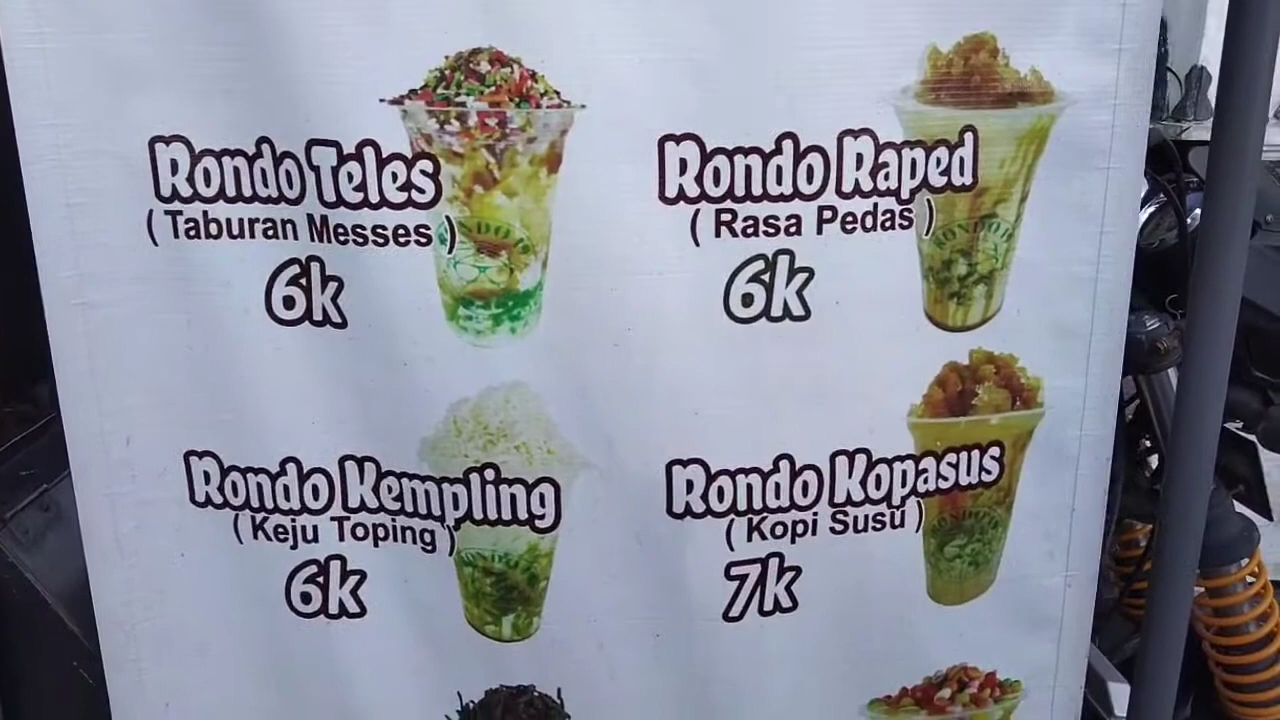 Rondo Teles
( Taburan Messes )
6k
Rondo Raped
( Rasa Pedas )
6k
Rondo Kempling
( Keju Toping )
6k
Rondo Kopasus
( Kopi Susu )
7k